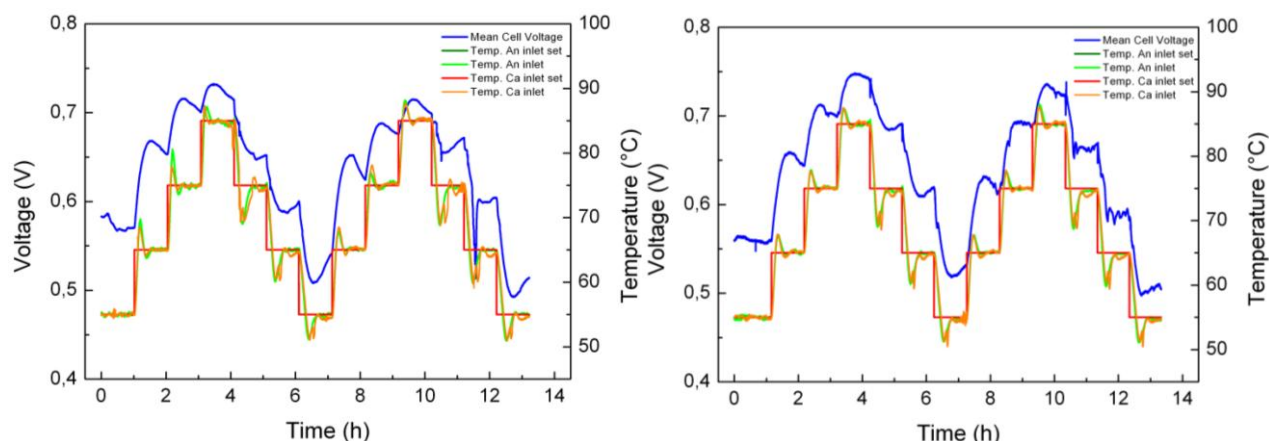 0,8
0,7
0,6
0,5
0,4
Voltage (V)
Mean Cell Voltage
Temp. An inlet set
Temp. An inlet
Temp. Ca inlet set
Temp. Ca inlet
100
90
80
70
60
50
Temperature (°C)
0 2 4 6 8 10 12 14
Time (h)
0,8
0,7
0,6
0,5
0,4
Voltage (V)
Mean Cell Voltage
Temp. An inlet set
Temp. An inlet
Temp. Ca inlet set
Temp. Ca inlet
100
90
80
70
60
50
Temperature (°C)
0 2 4 6 8 10 12 14
Time (h)